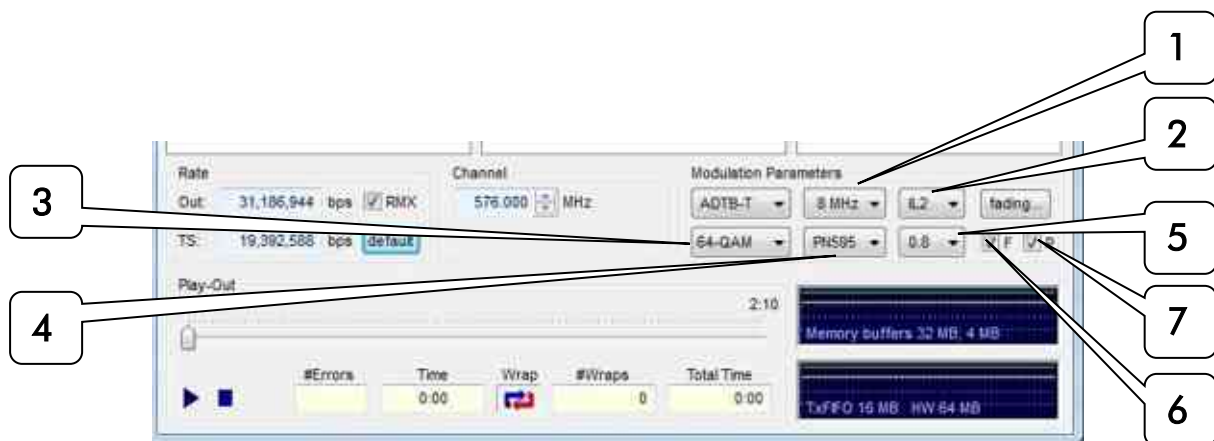 1
2
3
4
5
6
7
Rate
Out: 31,186,944 bps RMX
TS: 19,392,588 bps default
Channel
576.000 MHz
Modulation Parameters
ADTB-T 8 MHz IL2 fading...
64-QAM PN595 0.8 F P
Play-Out
2:10
Memory buffers 32 MB, 4 MB
#Errors Time Wrap #Wraps Total Time
0:00 0 0:00
TxFIFO 16 MB HW 64 MB